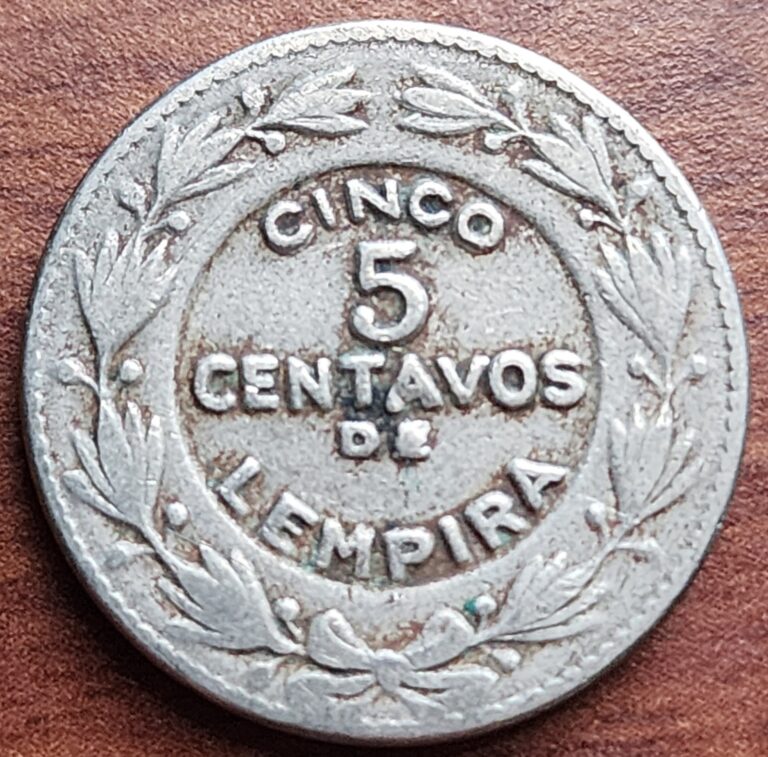 CINCO
5
CENTAVOS
DE
LEMPIRA